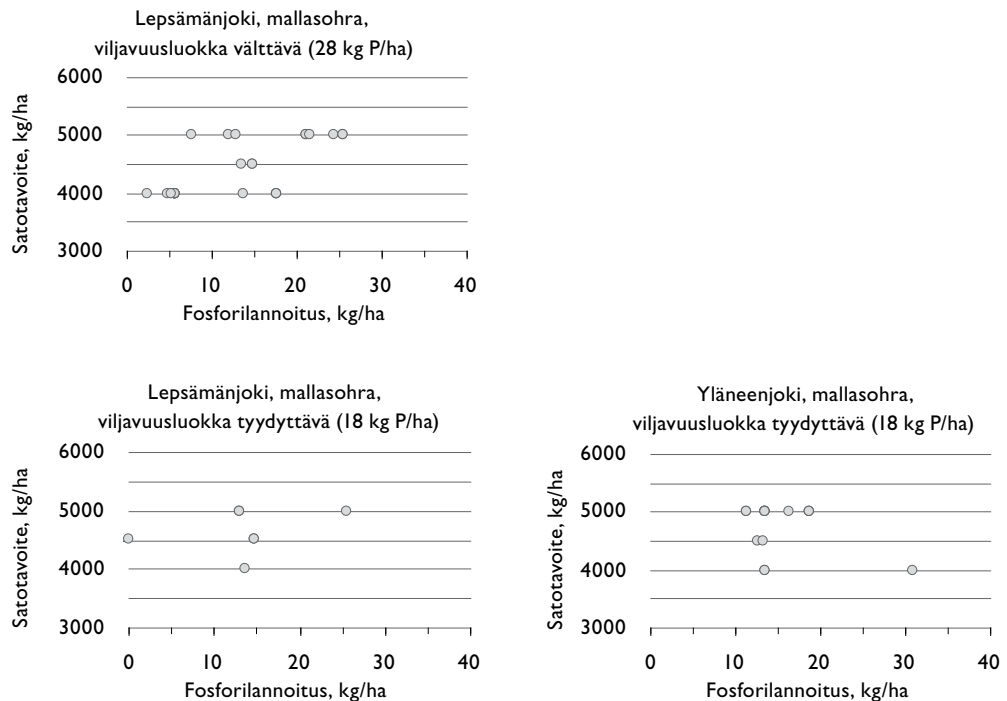 Lepsämänjoki, mallasohra,
viljavuusluokka välttävä (28 kg P/ha)
Satotavoite, kg/ha
6000
5000
4000
3000
0 10 20 30 40
Fosforilannoitus, kg/ha
Lepsämänjoki, mallasohra,
viljavuusluokka tyydyttävä (18 kg P/ha)
Satotavoite, kg/ha
6000
5000
4000
3000
0 10 20 30 40
Fosforilannoitus, kg/ha
Yläneenjoki, mallasohra,
viljavuusluokka tyydyttävä (18 kg P/ha)
Satotavoite, kg/ha
6000
5000
4000
3000
0 10 20 30 40
Fosforilannoitus, kg/ha